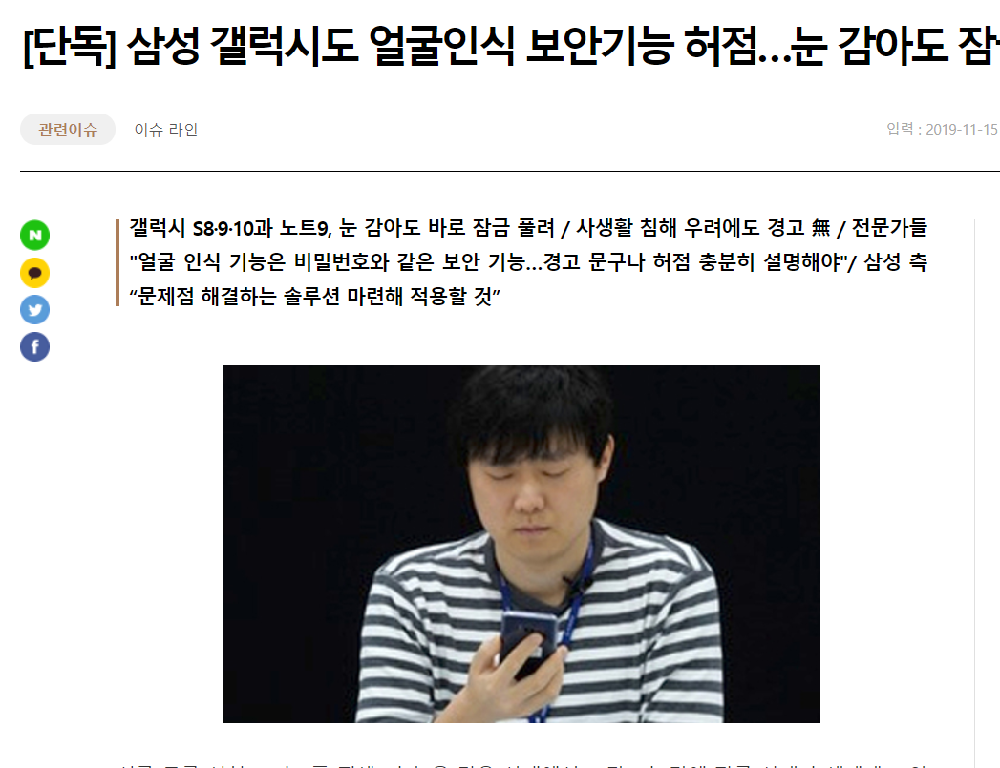 [단독] 삼성 갤럭시도 얼굴인식 보안기능 허점…눈 감아도 잠
관련이슈 이슈 라인 입력 : 2019-11-15
갤럭시 S8·9·10과 노트9, 눈 감아도 바로 잠금 풀려 / 사생활 침해 우려에도 경고 無 / 전문가들
"얼굴 인식 기능은 비밀번호와 같은 보안 기능…경고 문구나 허점 충분히 설명해야"/ 삼성 측
“문제점 해결하는 솔루션 마련해 적용할 것”